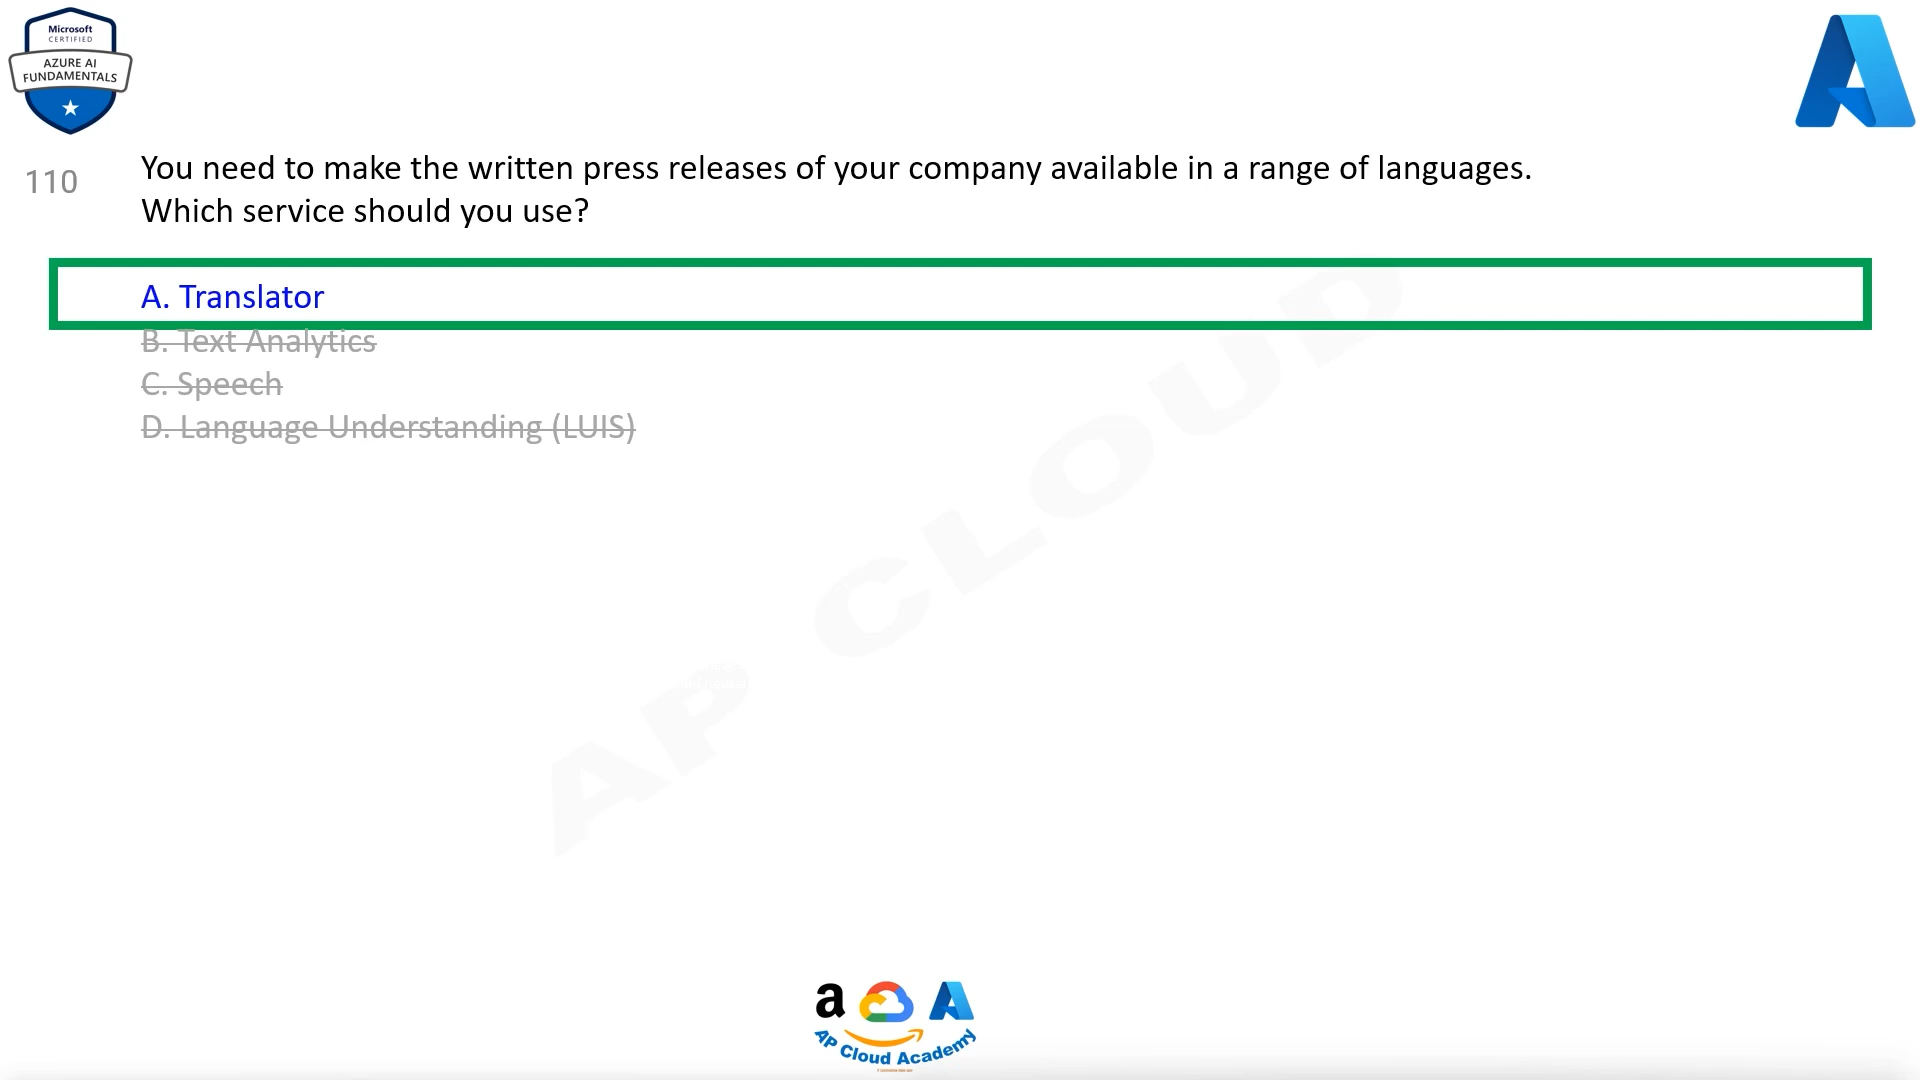 Microsoft
CERTIFIED
AZURE AI
FUNDAMENTALS
110
You need to make the written press releases of your company available in a range of languages.
Which service should you use?
A. Translator
B. Text Analytics
C. Speech
D. Language Understanding (LUIS)
AP CLOUD
a
AP Cloud Academy